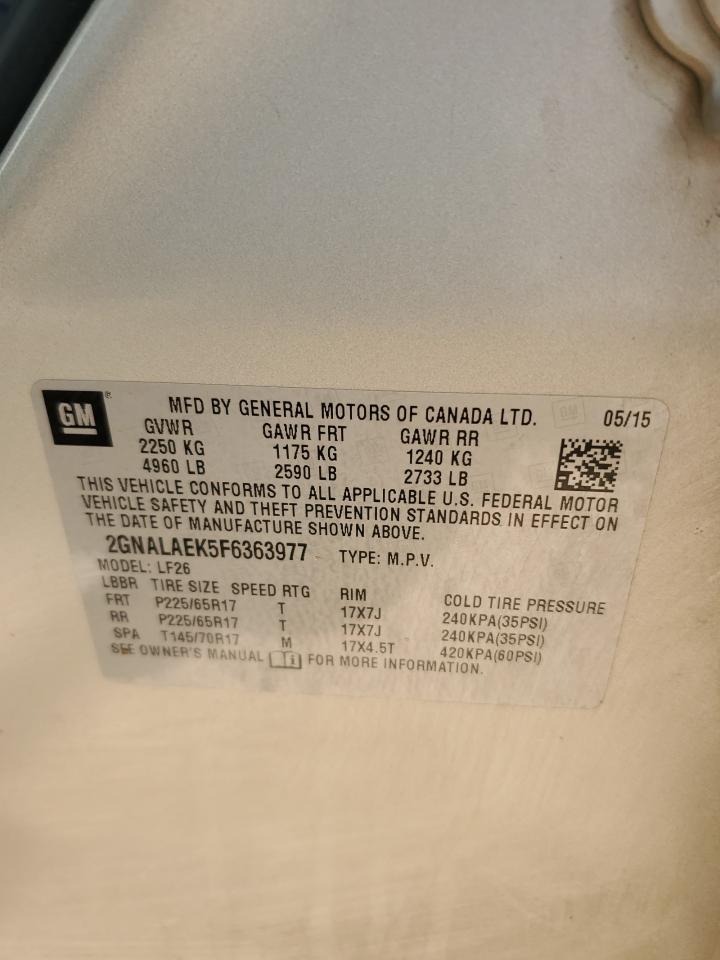 GM ® MFD BY GENERAL MOTORS OF CANADA LTD. 05/15
GVWR GAWR FRT GAWR RR
2250 KG 1175 KG 1240 KG
4960 LB 2590 LB 2733 LB
THIS VEHICLE CONFORMS TO ALL APPLICABLE U.S. FEDERAL MOTOR
VEHICLE SAFETY AND THEFT PREVENTION STANDARDS IN EFFECT ON
THE DATE OF MANUFACTURE SHOWN ABOVE.
2GNALAEK5F6363977 TYPE: M.P.V.
MODEL: LF26
LBBR TIRE SIZE SPEED RTG RIM COLD TIRE PRESSURE
FRT P225/65R17 T 17X7J 240KPA(35PSI)
RR P225/65R17 T 17X7J 240KPA(35PSI)
SPA T145/70R17 M 17X4.5T 420KPA(60PSI)
SEE OWNER'S MANUAL FOR MORE INFORMATION.